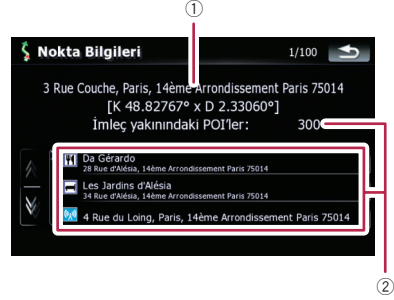 ①
Nokta Bilgileri 1/100
3 Rue Couche, Paris, 14ème Arrondissement Paris 75014
[K 48.82767° x D 2.33060°]
İmleç yakınındaki POI'ler: 300
Da Gérardo
28 Rue d'Alésia, 14ème Arrondissement Paris 75014
Les Jardins d'Alésia
34 Rue d'Alésia, 14ème Arrondissement Paris 75014
4 Rue du Loing, Paris, 14ème Arrondissement Paris 75014
②